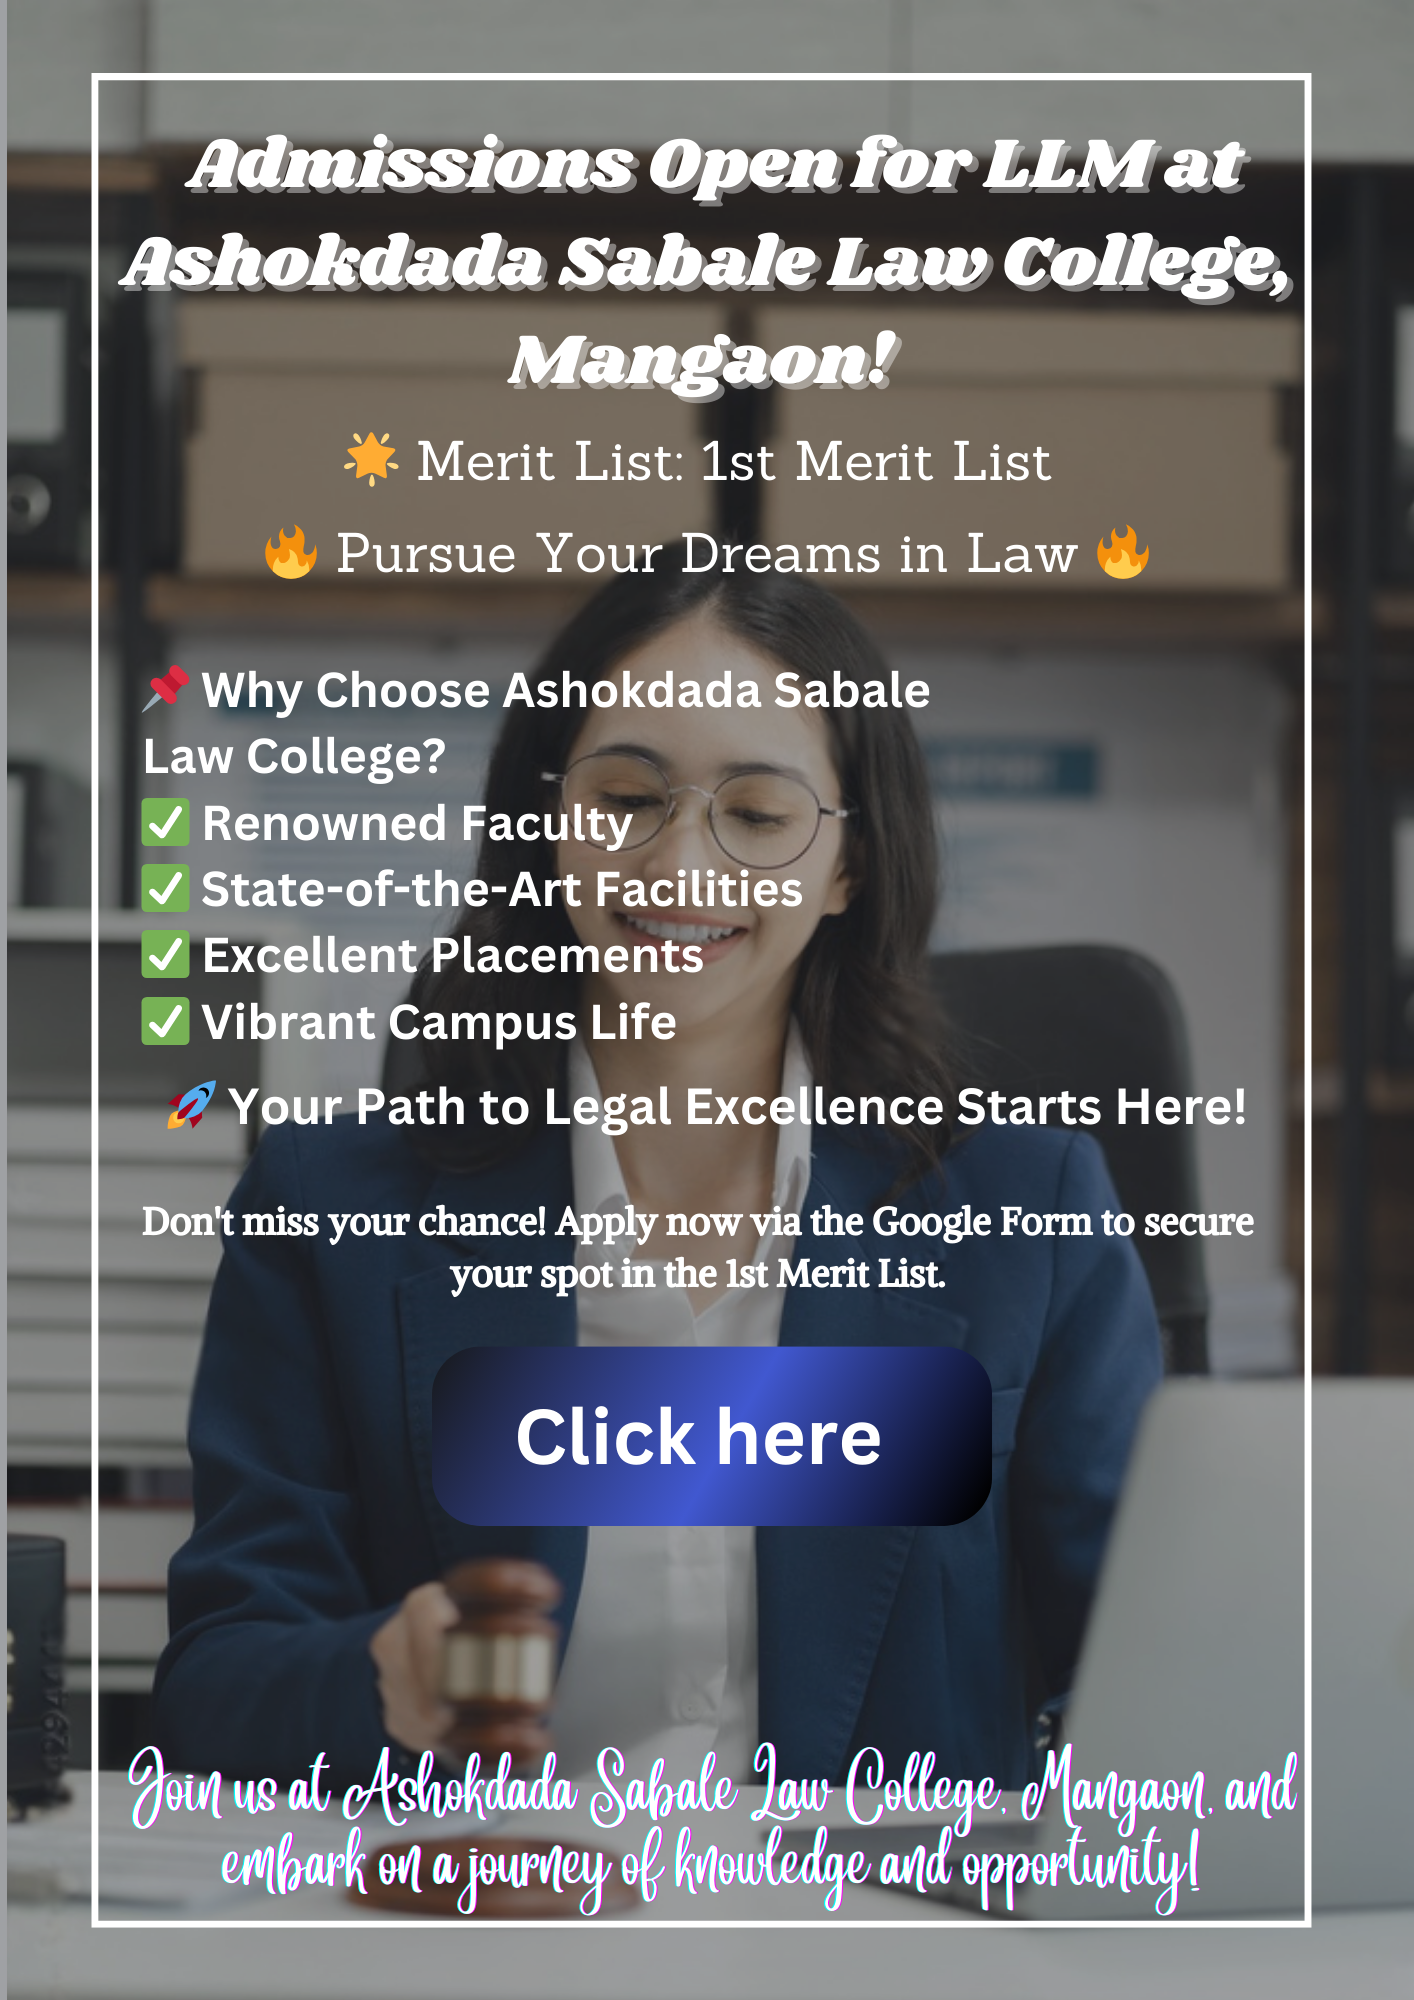 Admissions Open for LLM at
Ashokdada Sabale Law College,
Mangaon!
🌟 Merit List: 1st Merit List
🔥 Pursue Your Dreams in Law 🔥
📌 Why Choose Ashokdada Sabale
Law College?
✅ Renowned Faculty
✅ State-of-the-Art Facilities
✅ Excellent Placements
✅ Vibrant Campus Life
🚀 Your Path to Legal Excellence Starts Here!
Don't miss your chance! Apply now via the Google Form to secure
your spot in the 1st Merit List.
Click here
Join us at Ashokdada Sabale Law College, Mangaon, and
embark on a journey of knowledge and opportunity!